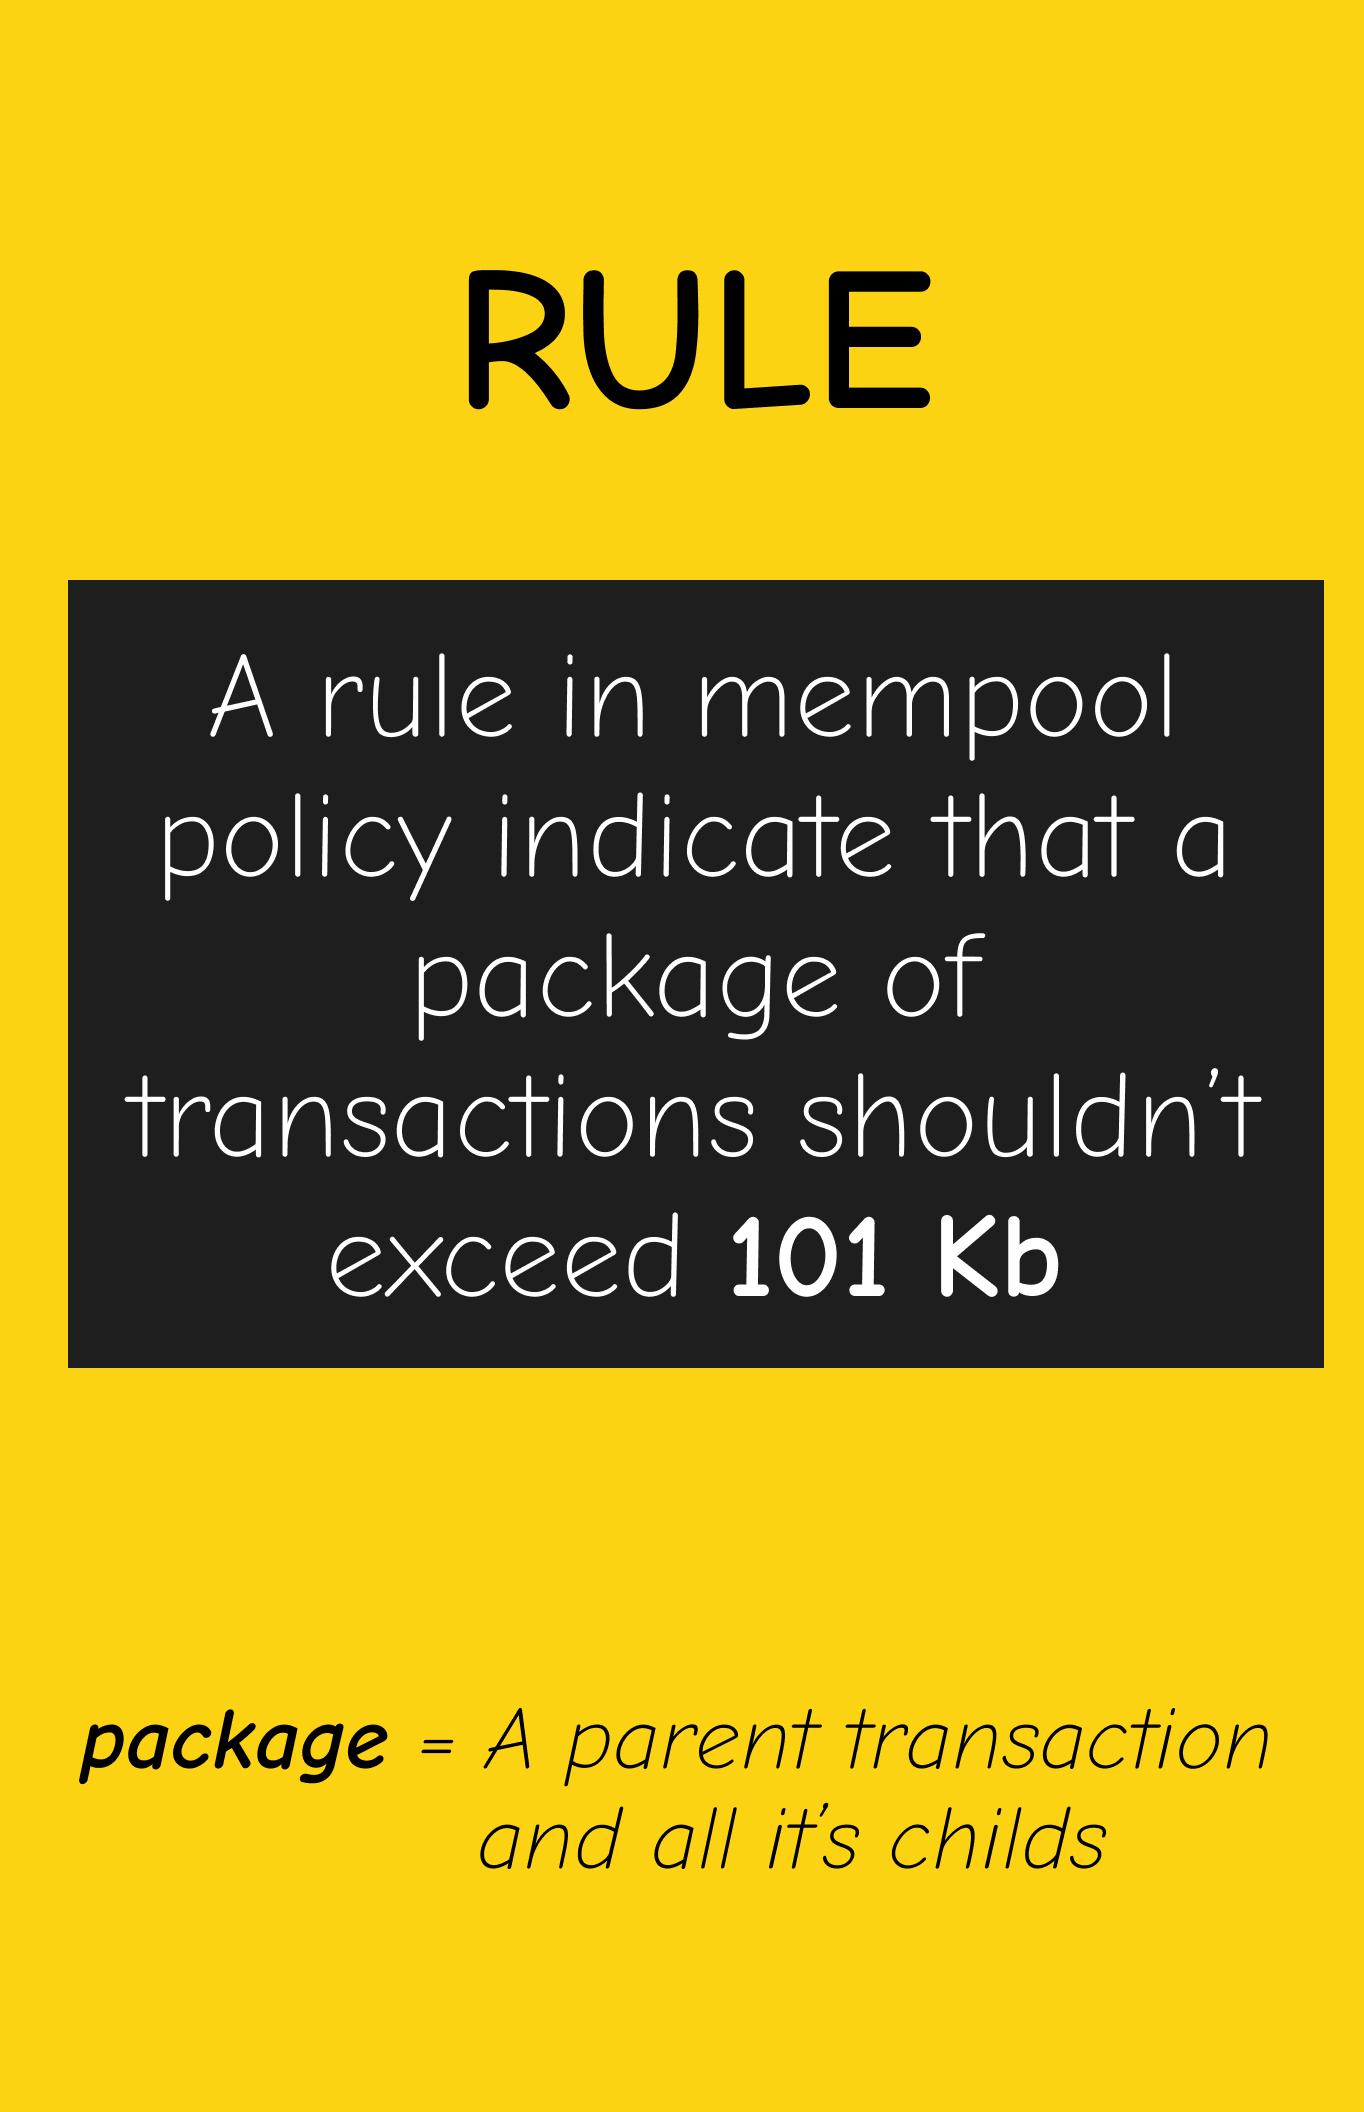 RULE
A rule in mempool
policy indicate that a
package of
transactions shouldn't
exceed 101 Kb
package = A parent transaction
and all it's childs